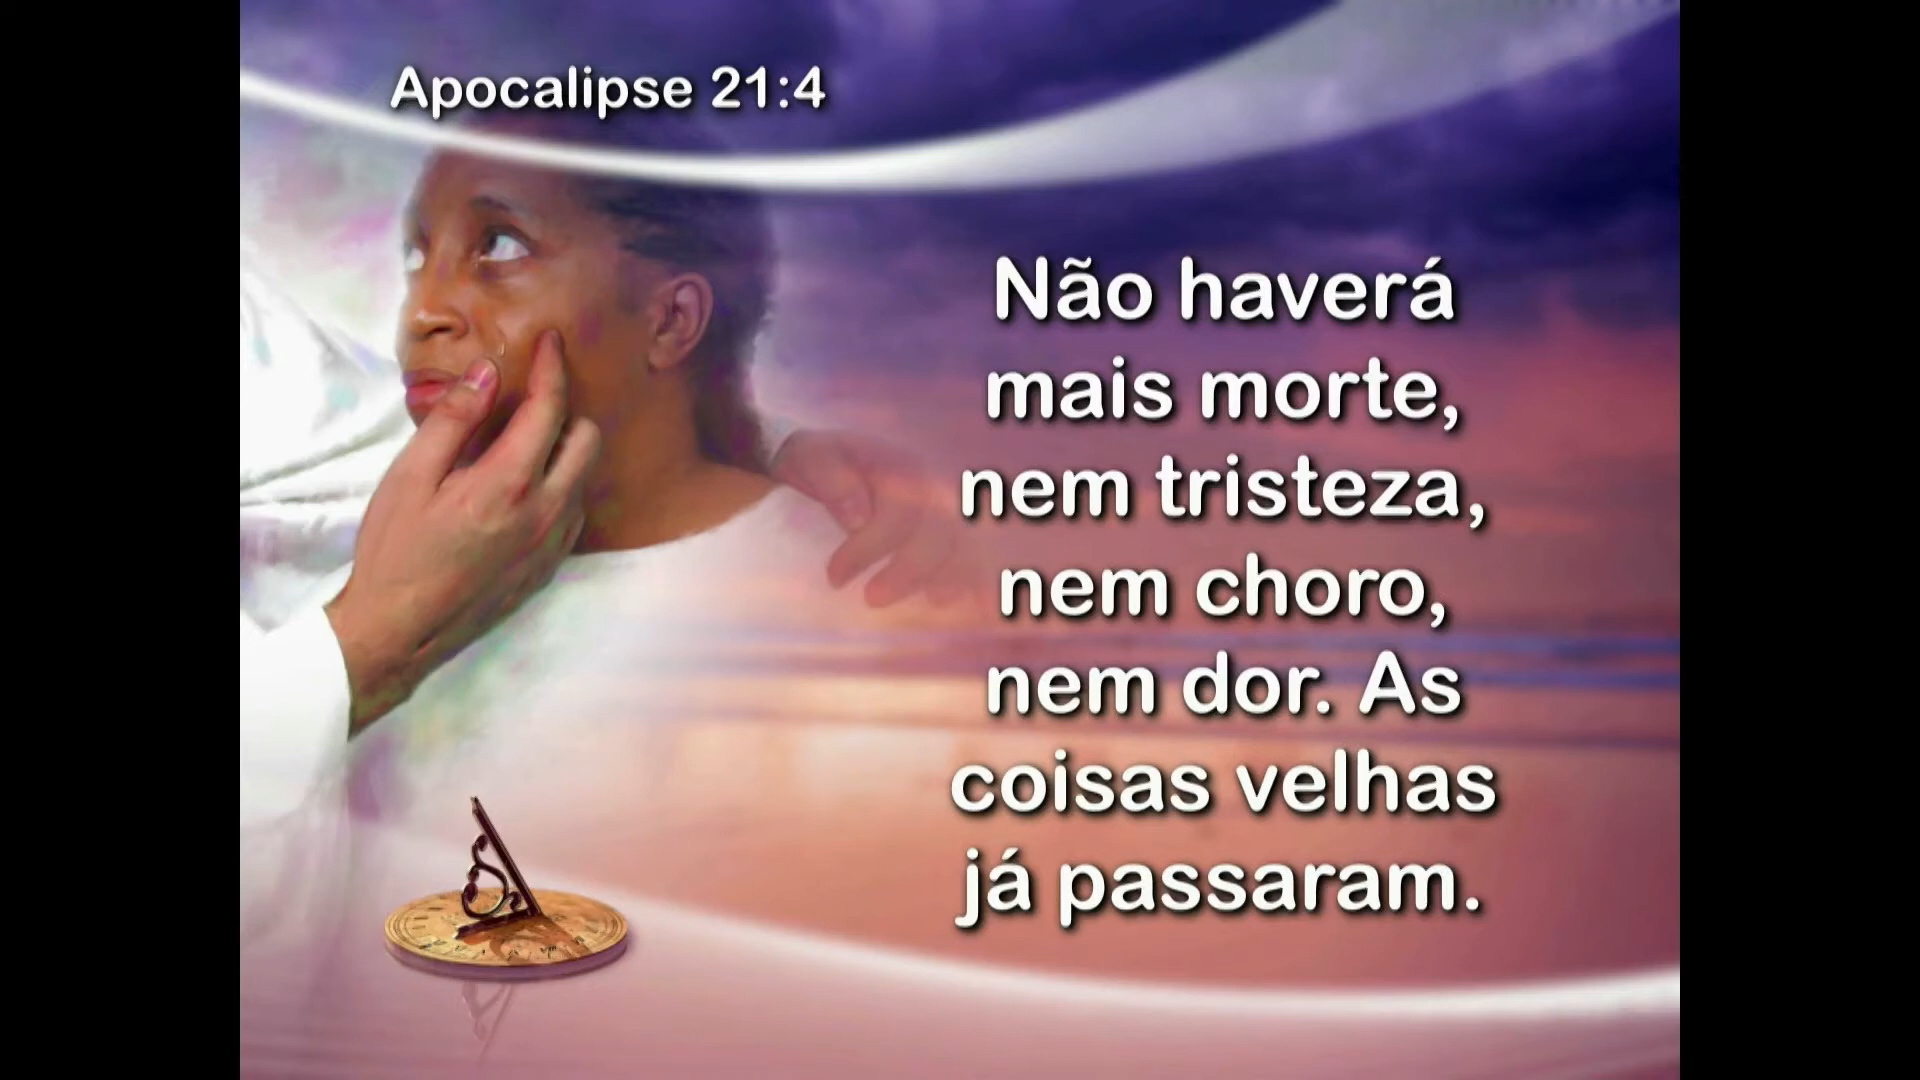 Apocalipse 21:4
Não haverá
mais morte,
nem tristeza,
nem choro,
nem dor. As
coisas velhas
já passaram.